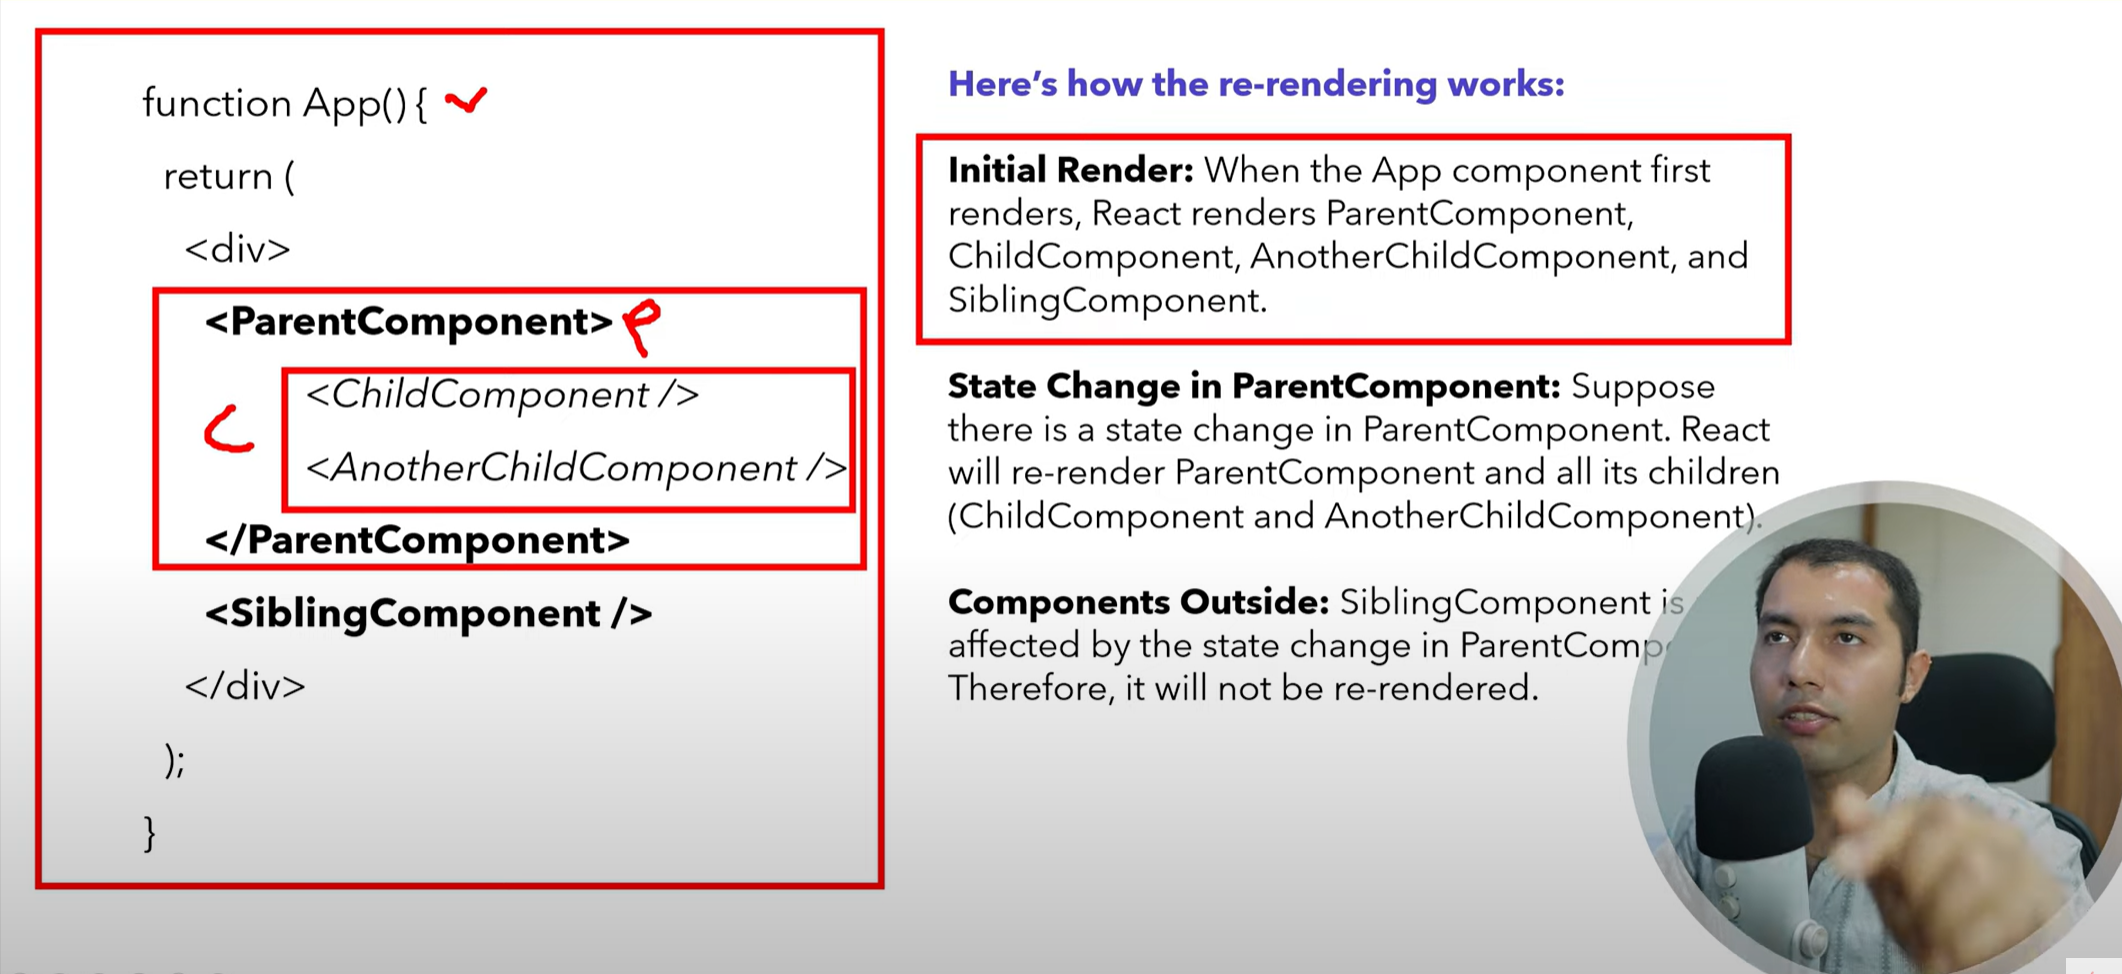 function App(){
return (
<div>
<ParentComponent> P
<ChildComponent />
C
<AnotherChildComponent />
</ParentComponent>
<SiblingComponent />
</div>
);
}
Here's how the re-rendering works:
Initial Render: When the App component first
renders, React renders ParentComponent,
ChildComponent, AnotherChildComponent, and
SiblingComponent.
State Change in ParentComponent: Suppose
there is a state change in ParentComponent. React
will re-render ParentComponent and all its children
(ChildComponent and AnotherChildComponent).
Components Outside: SiblingComponent is
affected by the state change in ParentComp
Therefore, it will not be re-rendered.